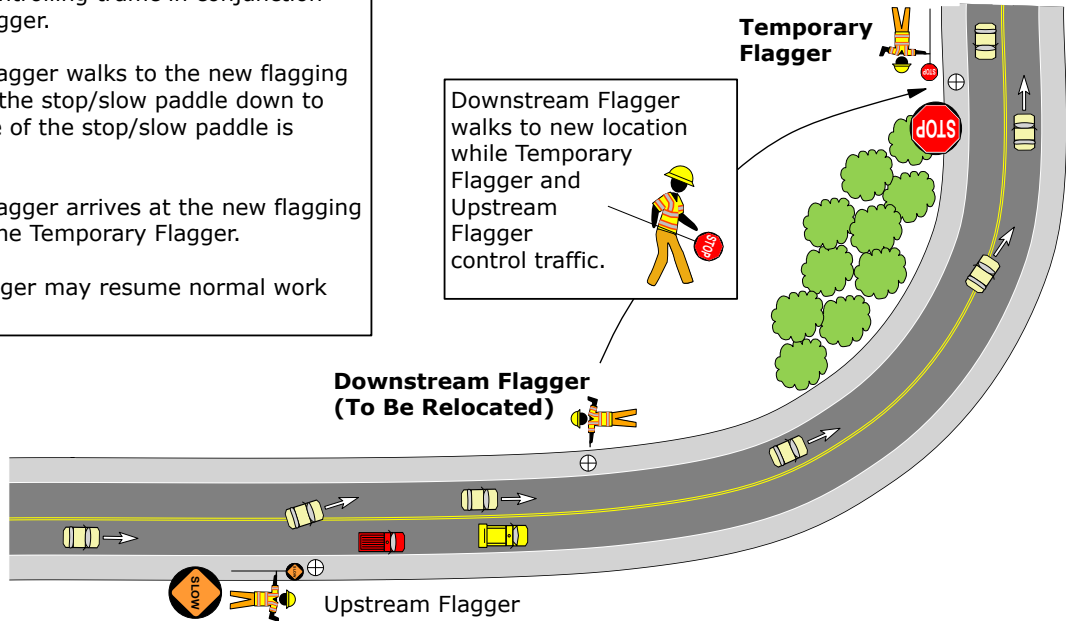 ntrolling traffic in conjunction
gger.
agger walks to the new flagging
the stop/slow paddle down to
e of the stop/slow paddle is
agger arrives at the new flagging
he Temporary Flagger.
gger may resume normal work
Downstream Flagger
walks to new location
while Temporary
Flagger and
Upstream
Flagger
control traffic.
STOP
Temporary
Flagger
STOP
STOP
Downstream Flagger
(To Be Relocated)
SLOW
SLOW
Upstream Flagger